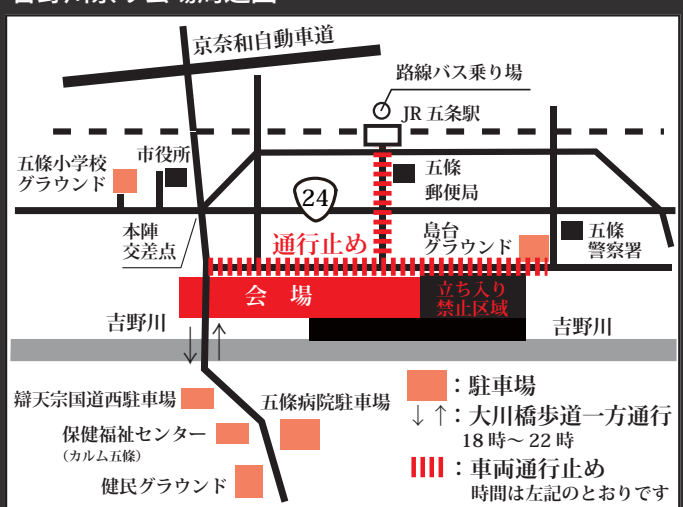 京奈和自動車道
路線バス乗り場
JR 五条駅
市役所
五條小学校
グラウンド
五條
郵便局
24
本陣
交差点
通行止め
島台
グラウンド
五條
警察署
会 場
立ち入り
禁止区域
吉野川
吉野川
↓ ↑
辯天宗国道西駐車場
五條病院駐車場
保健福祉センター
(カルム五條)
健民グラウンド
：駐車場
↓ ↑：大川橋歩道一方通行
18 時～ 22 時
：車両通行止め
時間は左記のとおりです